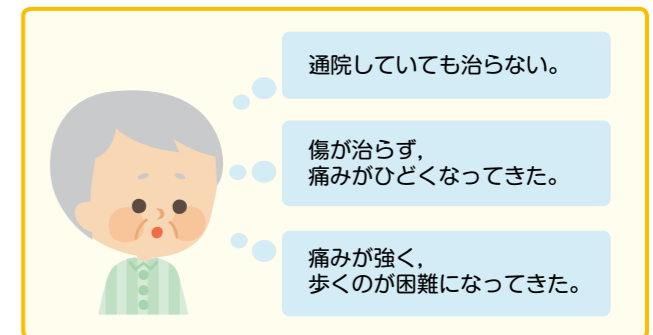 通院していても治らない。
傷が治らず,
痛みがひどくなってきた。
痛みが強く,
歩くのが困難になってきた。